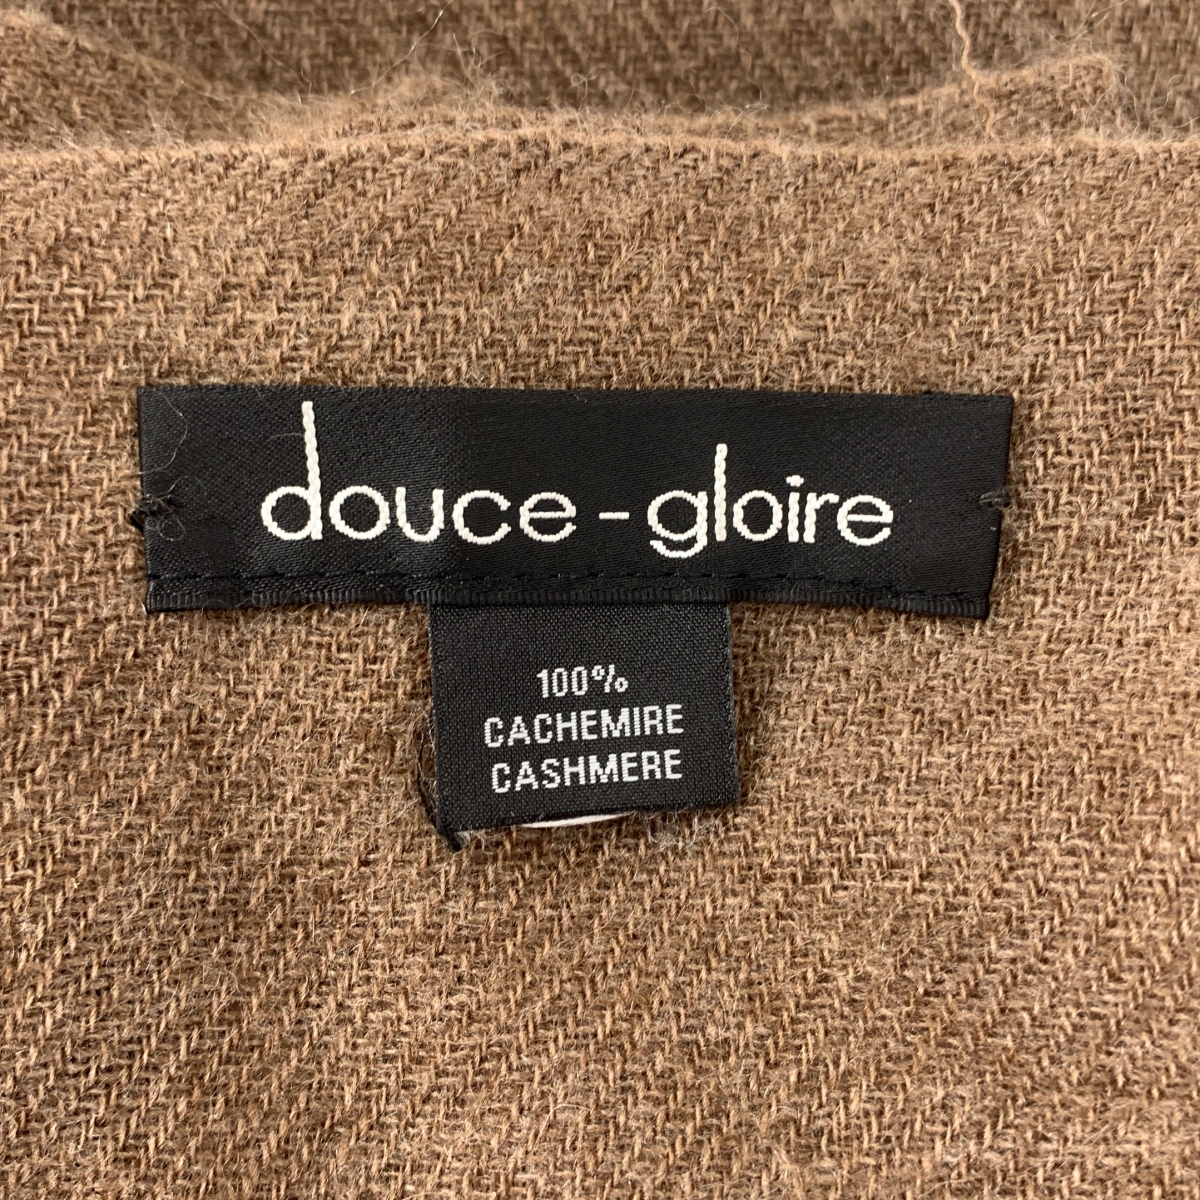 douce - gloire
100%
CACHEMIRE
CASHMERE